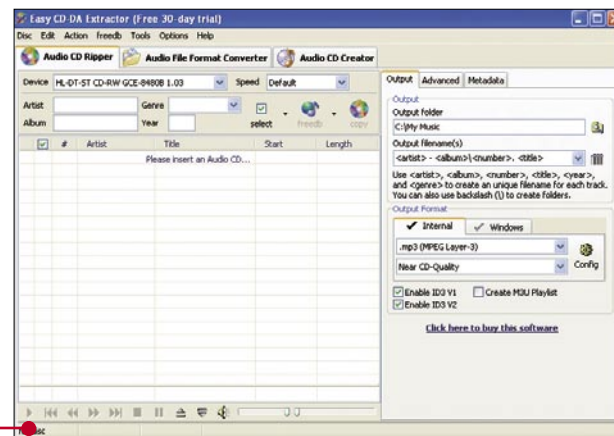 Easy CD-DA Extractor (Free 30-day trial)
Disc Edit Action freedb Tools Options Help
Audio CD Ripper Audio File Format Converter Audio CD Creator
Device HL-DT-ST CD-RW GCE-8480B 1.03 Speed Default
Artist Genre
Album Year
select freedb copy
# Artist Title Start Length
Please insert an Audio CD...
Output Advanced Metadata
Output
Output folder
C:\My Music
Output filename(s)
<artist> - <album>\<number>. <title>
Use <artist>, <album>, <number>, <title>, <year>,
and <genre> to create an unique filename for each track.
You can also use backslash (\) to create folders.
Output Format
Internal Windows
.mp3 (MPEG Layer-3)
Near CD-Quality
Config
Enable ID3 V1 Create M3U Playlist
Enable ID3 V2
Click here to buy this software